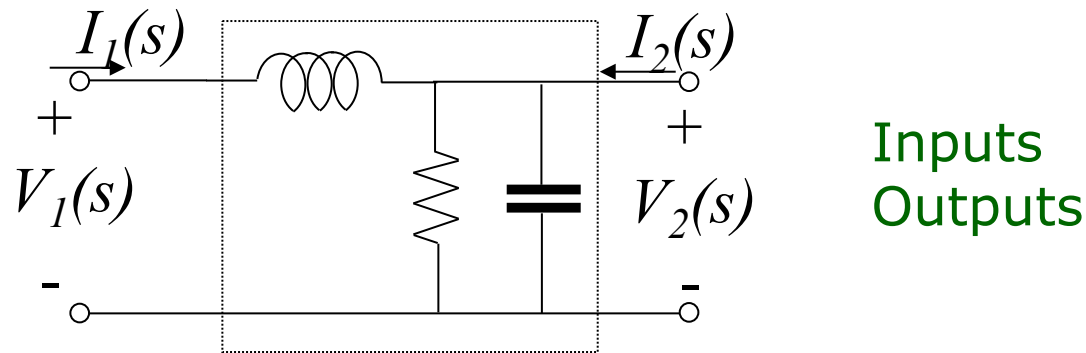 I₁(s) I₂(s)
+ +
V₁(s) V₂(s)
- -
Inputs
Outputs